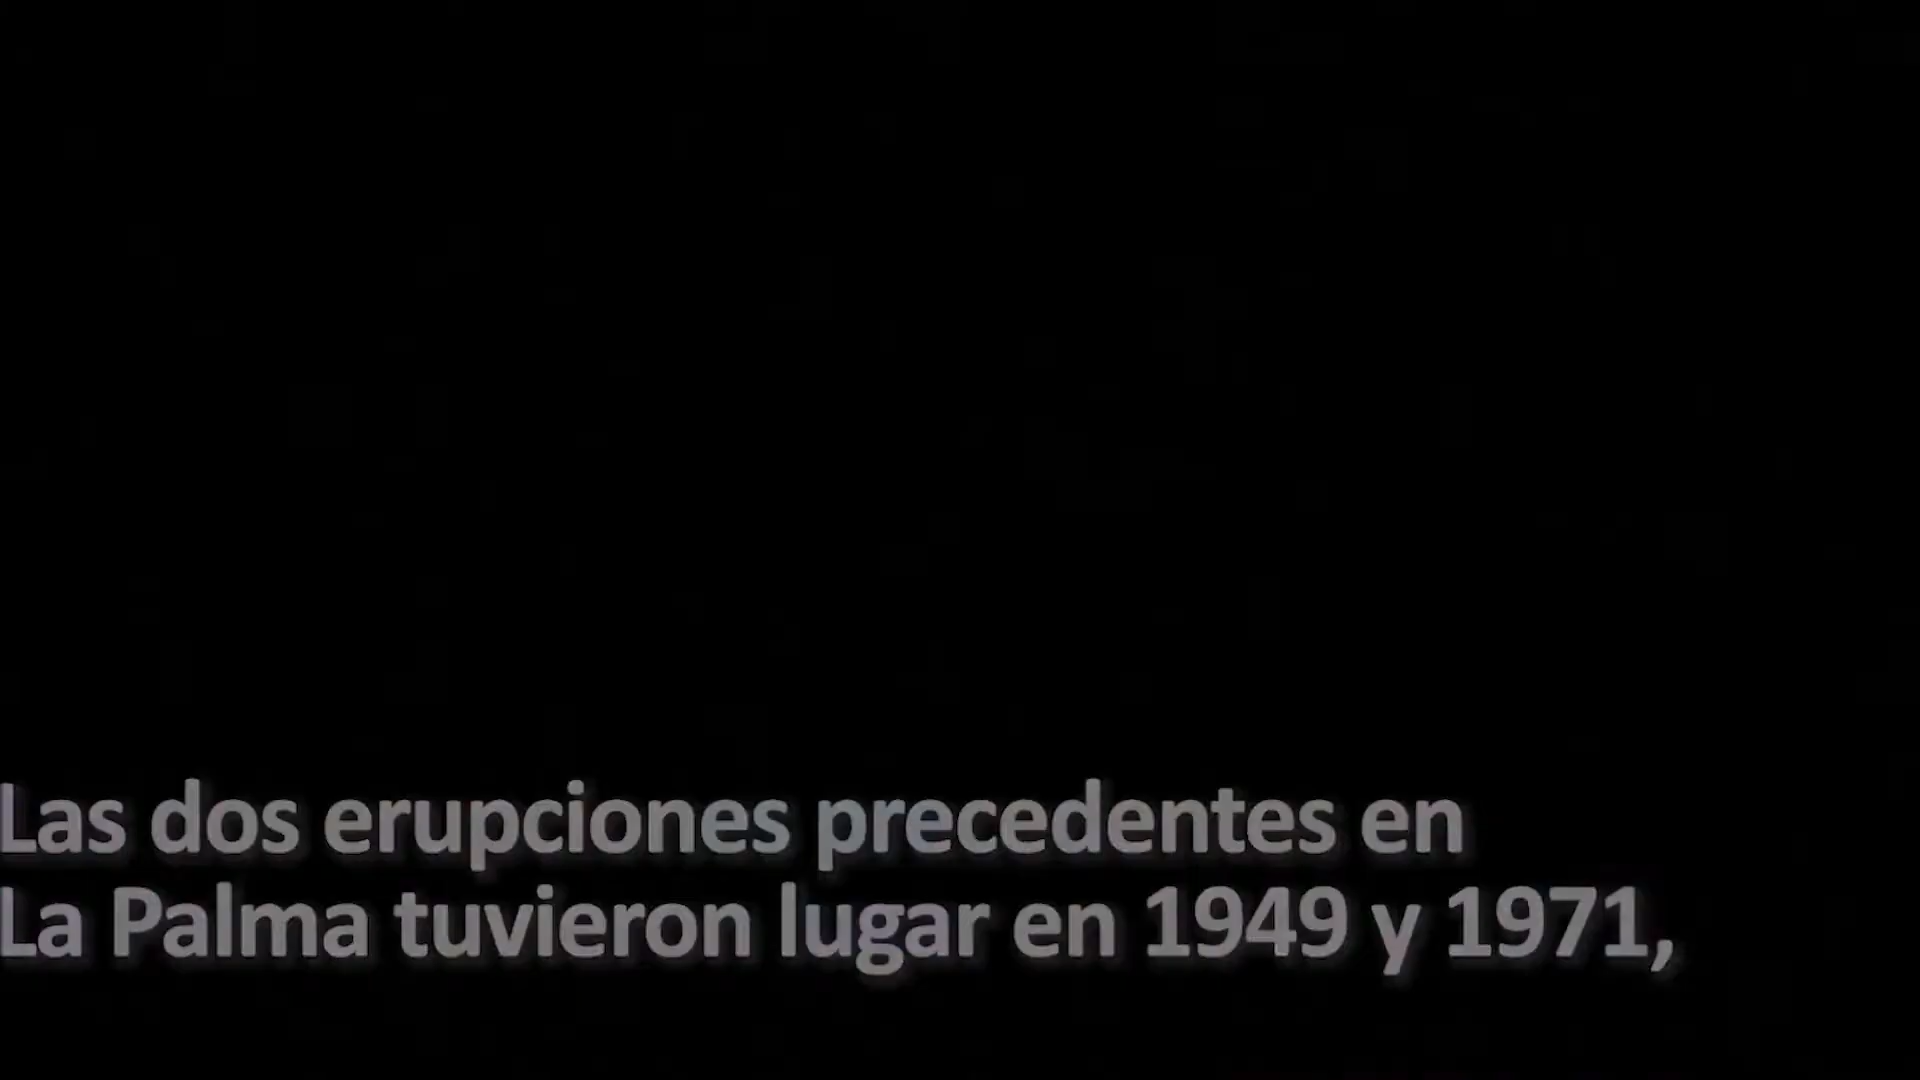 Las dos erupciones precedentes en
La Palma tuvieron lugar en 1949 y 1971,